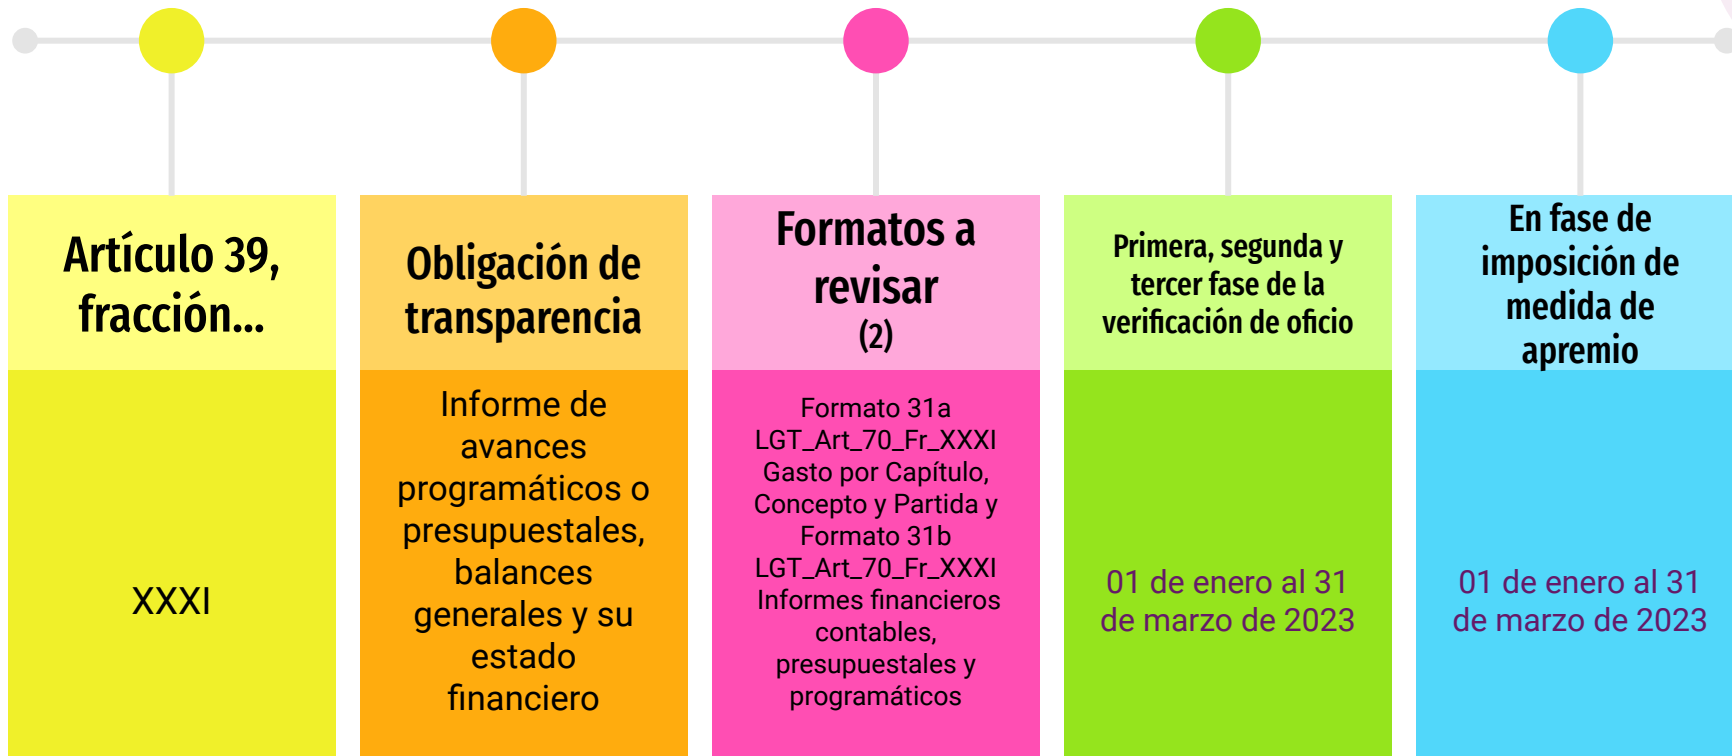 Artículo 39,
fracción...
XXXI
Obligación de
transparencia
Informe de
avances
programáticos o
presupuestales,
balances
generales y su
estado
financiero
Formatos a
revisar
(2)
Formato 31a
LGT_Art_70_Fr_XXXI
Gasto por Capítulo,
Concepto y Partida y
Formato 31b
LGT_Art_70_Fr_XXXI
Informes financieros
contables,
presupuestales y
programáticos
Primera, segunda y
tercer fase de la
verificación de oficio
01 de enero al 31
de marzo de 2023
En fase de
imposición de
medida de
apremio
01 de enero al 31
de marzo de 2023